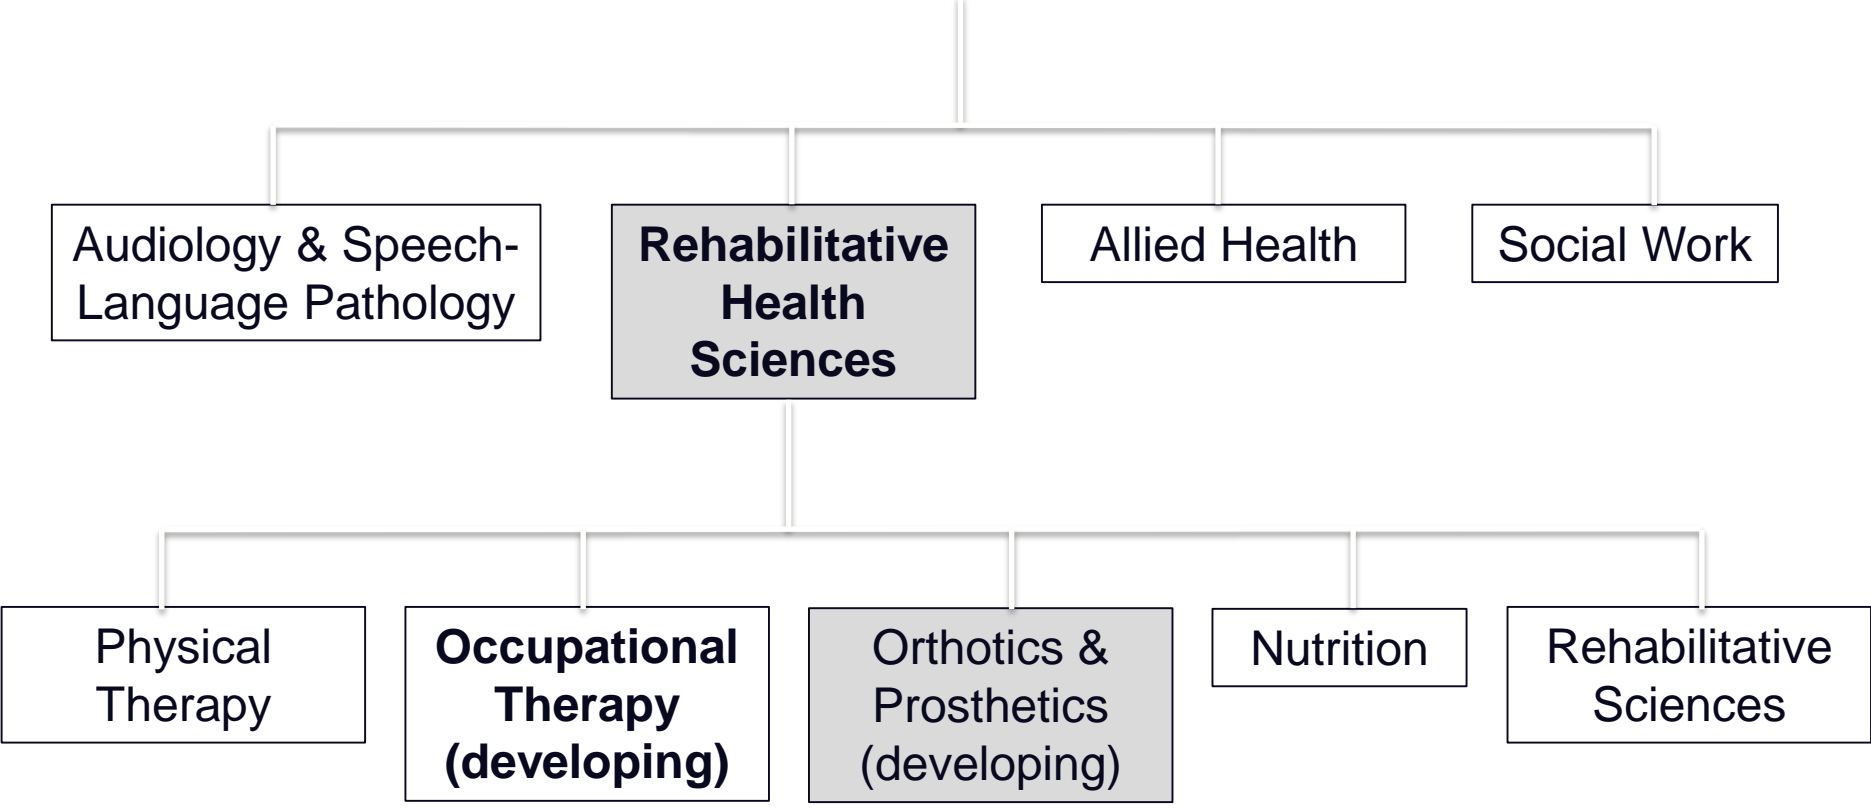 Audiology & Speech-
Language Pathology
Rehabilitative
Health
Sciences
Allied Health
Social Work
Physical
Therapy
Occupational
Therapy
(developing)
Orthotics &
Prosthetics
(developing)
Nutrition
Rehabilitative
Sciences